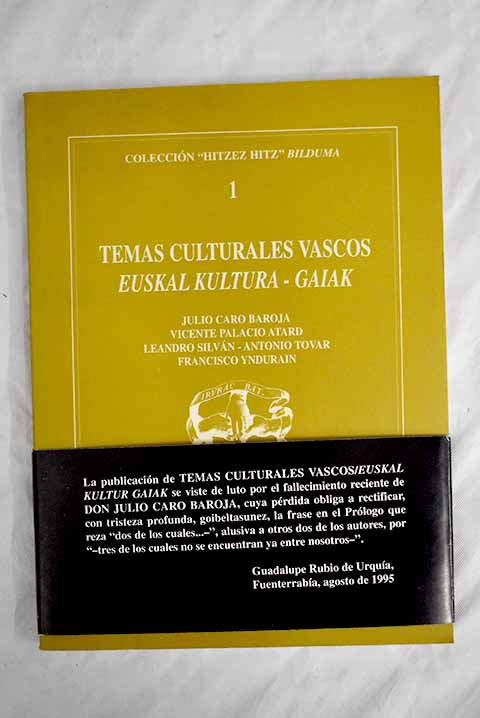 COLECCIÓN "HITZEZ HITZ" BILDUMA
1
TEMAS CULTURALES VASCOS
EUSKAL KULTURA - GAIAK
JULIO CARO BAROJA
VICENTE PALACIO ATARD
LEANDRO SILVÁN - ANTONIO TOVAR
FRANCISCO YNDURAIN
IRVRAC BAT.
La publicación de TEMAS CULTURALES VASCOS/EUSKAL
KULTUR GAIAK se viste de luto por el fallecimiento reciente de
DON JULIO CARO BAROJA, cuya pérdida obliga a rectificar,
con tristeza profunda, goibeltasunez, la frase en el Prólogo que
reza "dos de los cuales...–", alusiva a otros dos de los autores, por
"–tres de los cuales no se encuentran ya entre nosotros–".
Guadalupe Rubio de Urquía,
Fuenterrabía, agosto de 1995